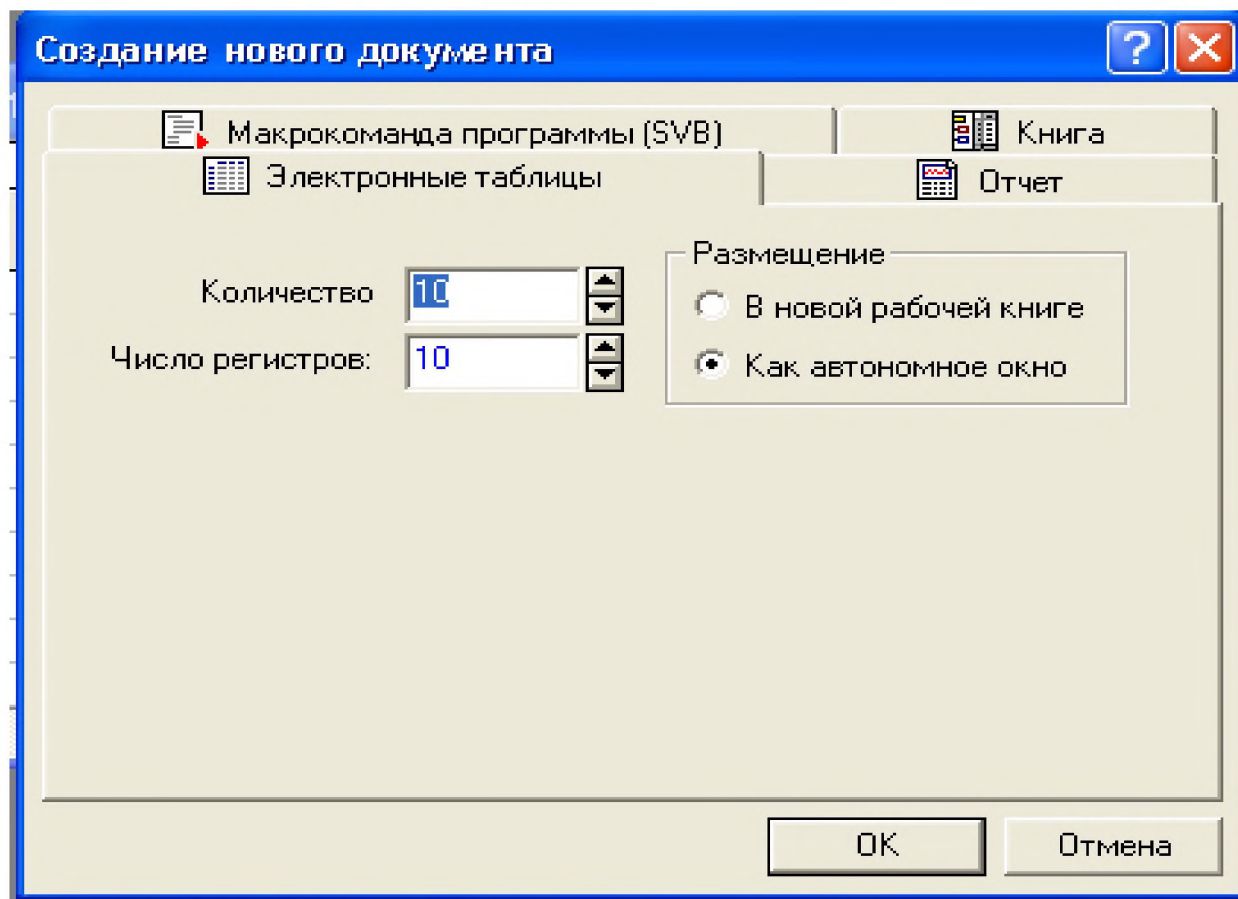 Создание нового документа
Макрокоманда программы (SVB)
Книга
Электронные таблицы
Отчет
Количество
10
Число регистров:
10
Размещение
В новой рабочей книге
Как автономное окно
OK
Отмена